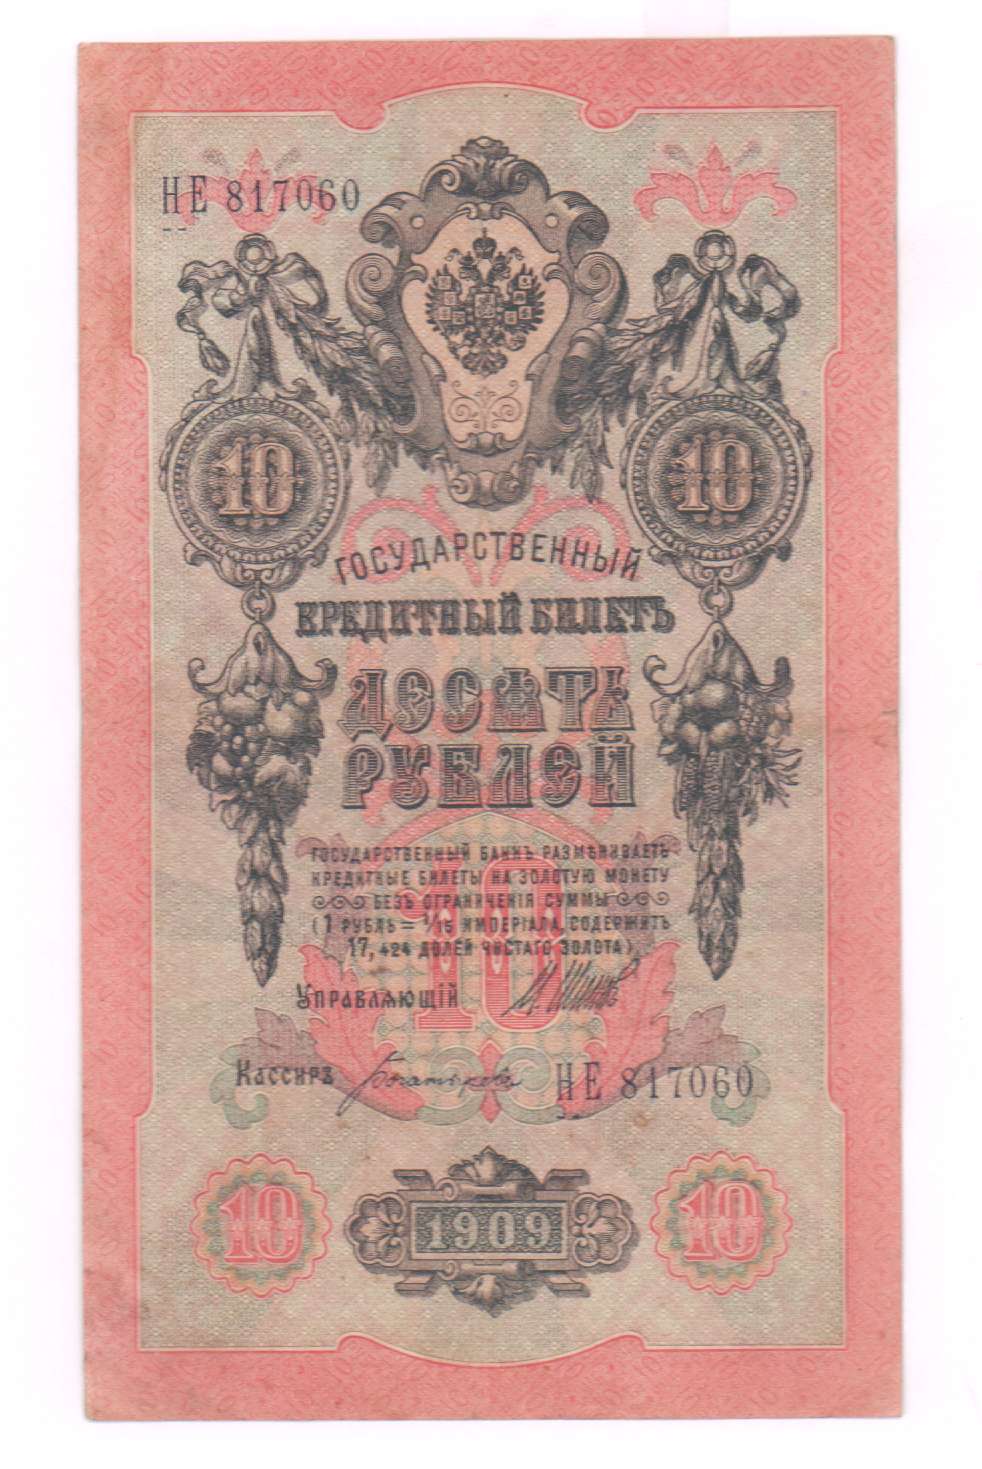 НЕ 817060
10
10
ГОСУДАРСТВЕННЫЙ
КРЕДИТНЫЙ БИЛЕТЪ
ДЕСЯТЬ
РУБЛЕЙ
ГОСУДАРСТВЕННЫЙ БАНКЪ РАЗМѢНИВАЕТЪ
КРЕДИТНЫЕ БИЛЕТЫ НА ЗОЛОТУЮ МОНЕТУ
БЕЗЪ ОГРАНИЧЕНІЯ СУММЫ
(1 РУБЛЬ = 1/15 ИМПЕРІАЛА, СОДЕРЖИТЪ
17,424 ДОЛЕЙ ЧИСТАГО ЗОЛОТА)
10
УПРАВЛЯЮЩІЙ
КАССИРЪ
НЕ 817060
10
1909
10